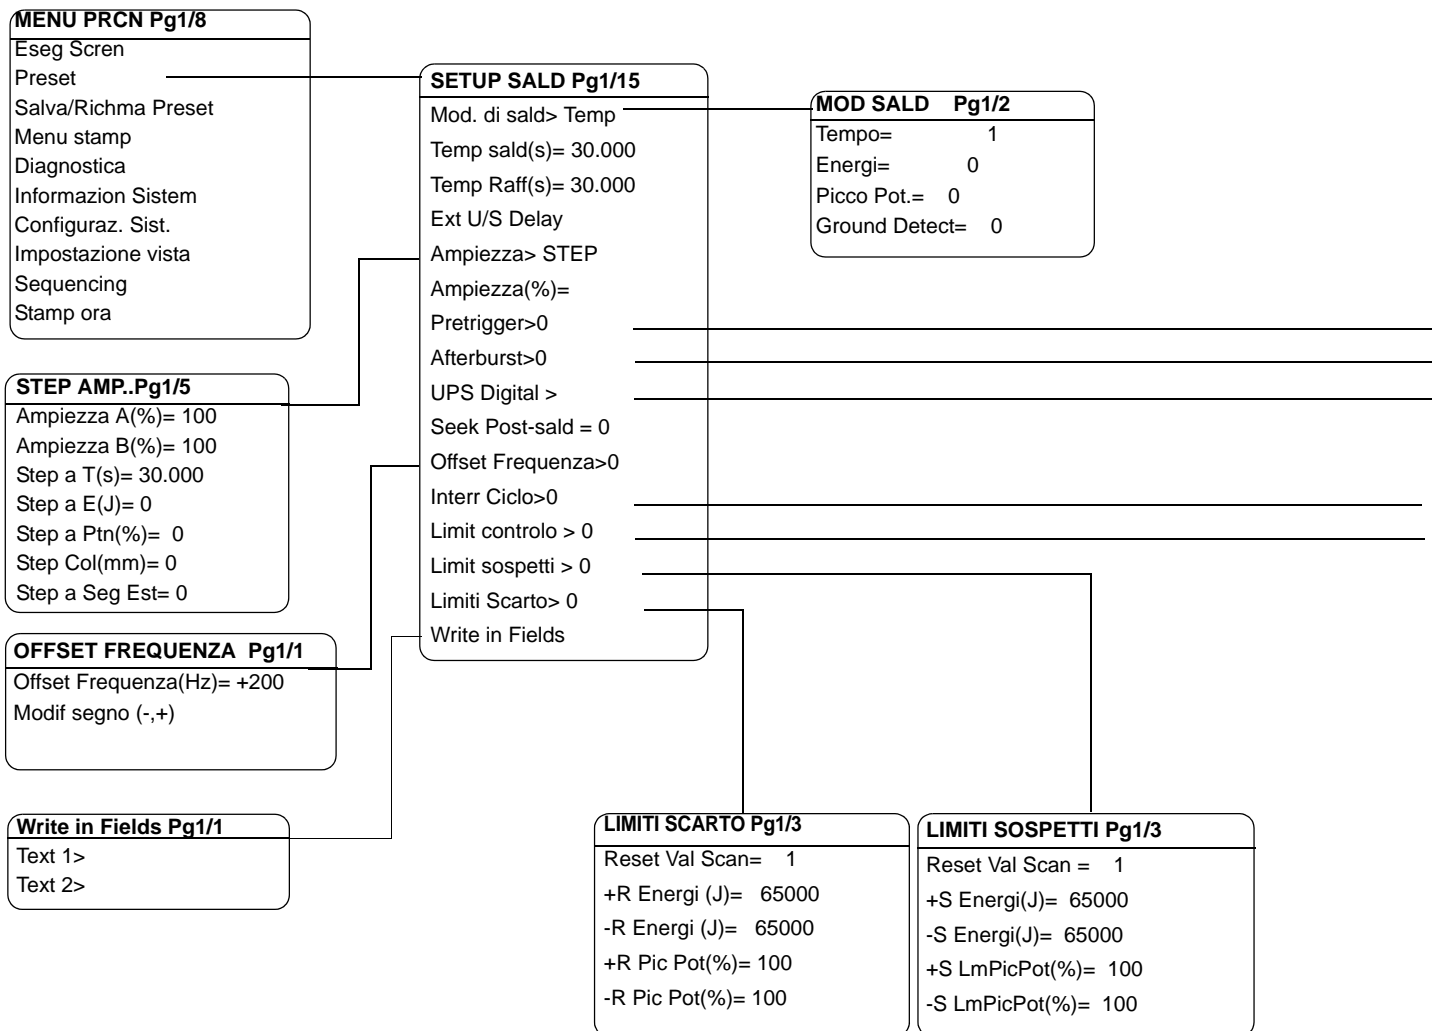 MENU PRCN Pg1/8
Eseg Scren
Preset
Salva/Richma Preset
Menu stamp
Diagnostica
Informazion Sistem
Configuraz. Sist.
Impostazione vista
Sequencing
Stamp ora
SETUP SALD Pg1/15
Mod. di sald> Temp
Temp sald(s)= 30.000
Temp Raff(s)= 30.000
Ext U/S Delay
Ampiezza> STEP
Ampiezza(%)=
Pretrigger>0
Afterburst>0
UPS Digital >
Seek Post-sald = 0
Offset Frequenza>0
Interr Ciclo>0
Limit controlo > 0
Limit sospetti > 0
Limiti Scarto> 0
Write in Fields
MOD SALD Pg1/2
Tempo= 1
Energi= 0
Picco Pot.= 0
Ground Detect= 0
STEP AMP..Pg1/5
Ampiezza A(%)= 100
Ampiezza B(%)= 100
Step a T(s)= 30.000
Step a E(J)= 0
Step a Ptn(%)= 0
Step Col(mm)= 0
Step a Seg Est= 0
OFFSET FREQUENZA Pg1/1
Offset Frequenza(Hz)= +200
Modif segno (-,+)
Write in Fields Pg1/1
Text 1>
Text 2>
LIMITI SCARTO Pg1/3
Reset Val Scan= 1
+R Energi (J)= 65000
-R Energi (J)= 65000
+R Pic Pot(%)= 100
-R Pic Pot(%)= 100
LIMITI SOSPETTI Pg1/3
Reset Val Scan = 1
+S Energi(J)= 65000
-S Energi(J)= 65000
+S LmPicPot(%)= 100
-S LmPicPot(%)= 100